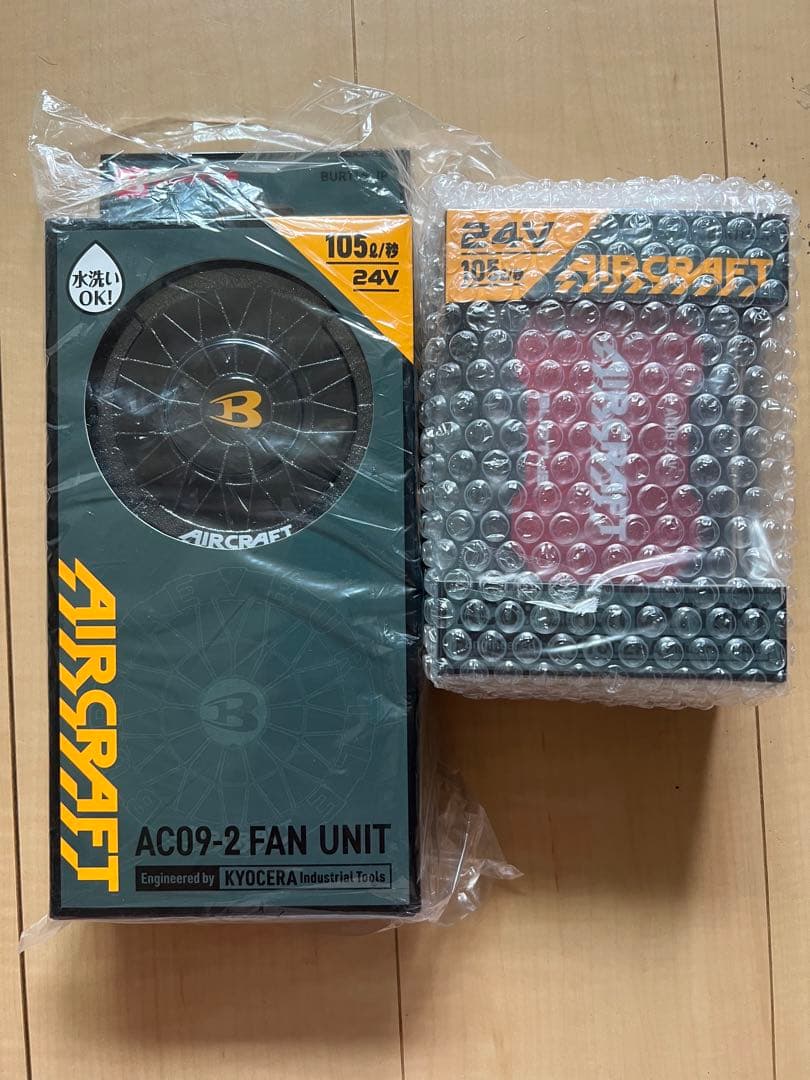 105ℓ/秒
24V
水洗い
OK!
B
AIRCRAFT
AIRCRAFT
B
AC09-2 FAN UNIT
Engineered by KYOCERA Industrial Tools
24V
105ℓ/秒
AIRCRAFT
AIRCRAFT